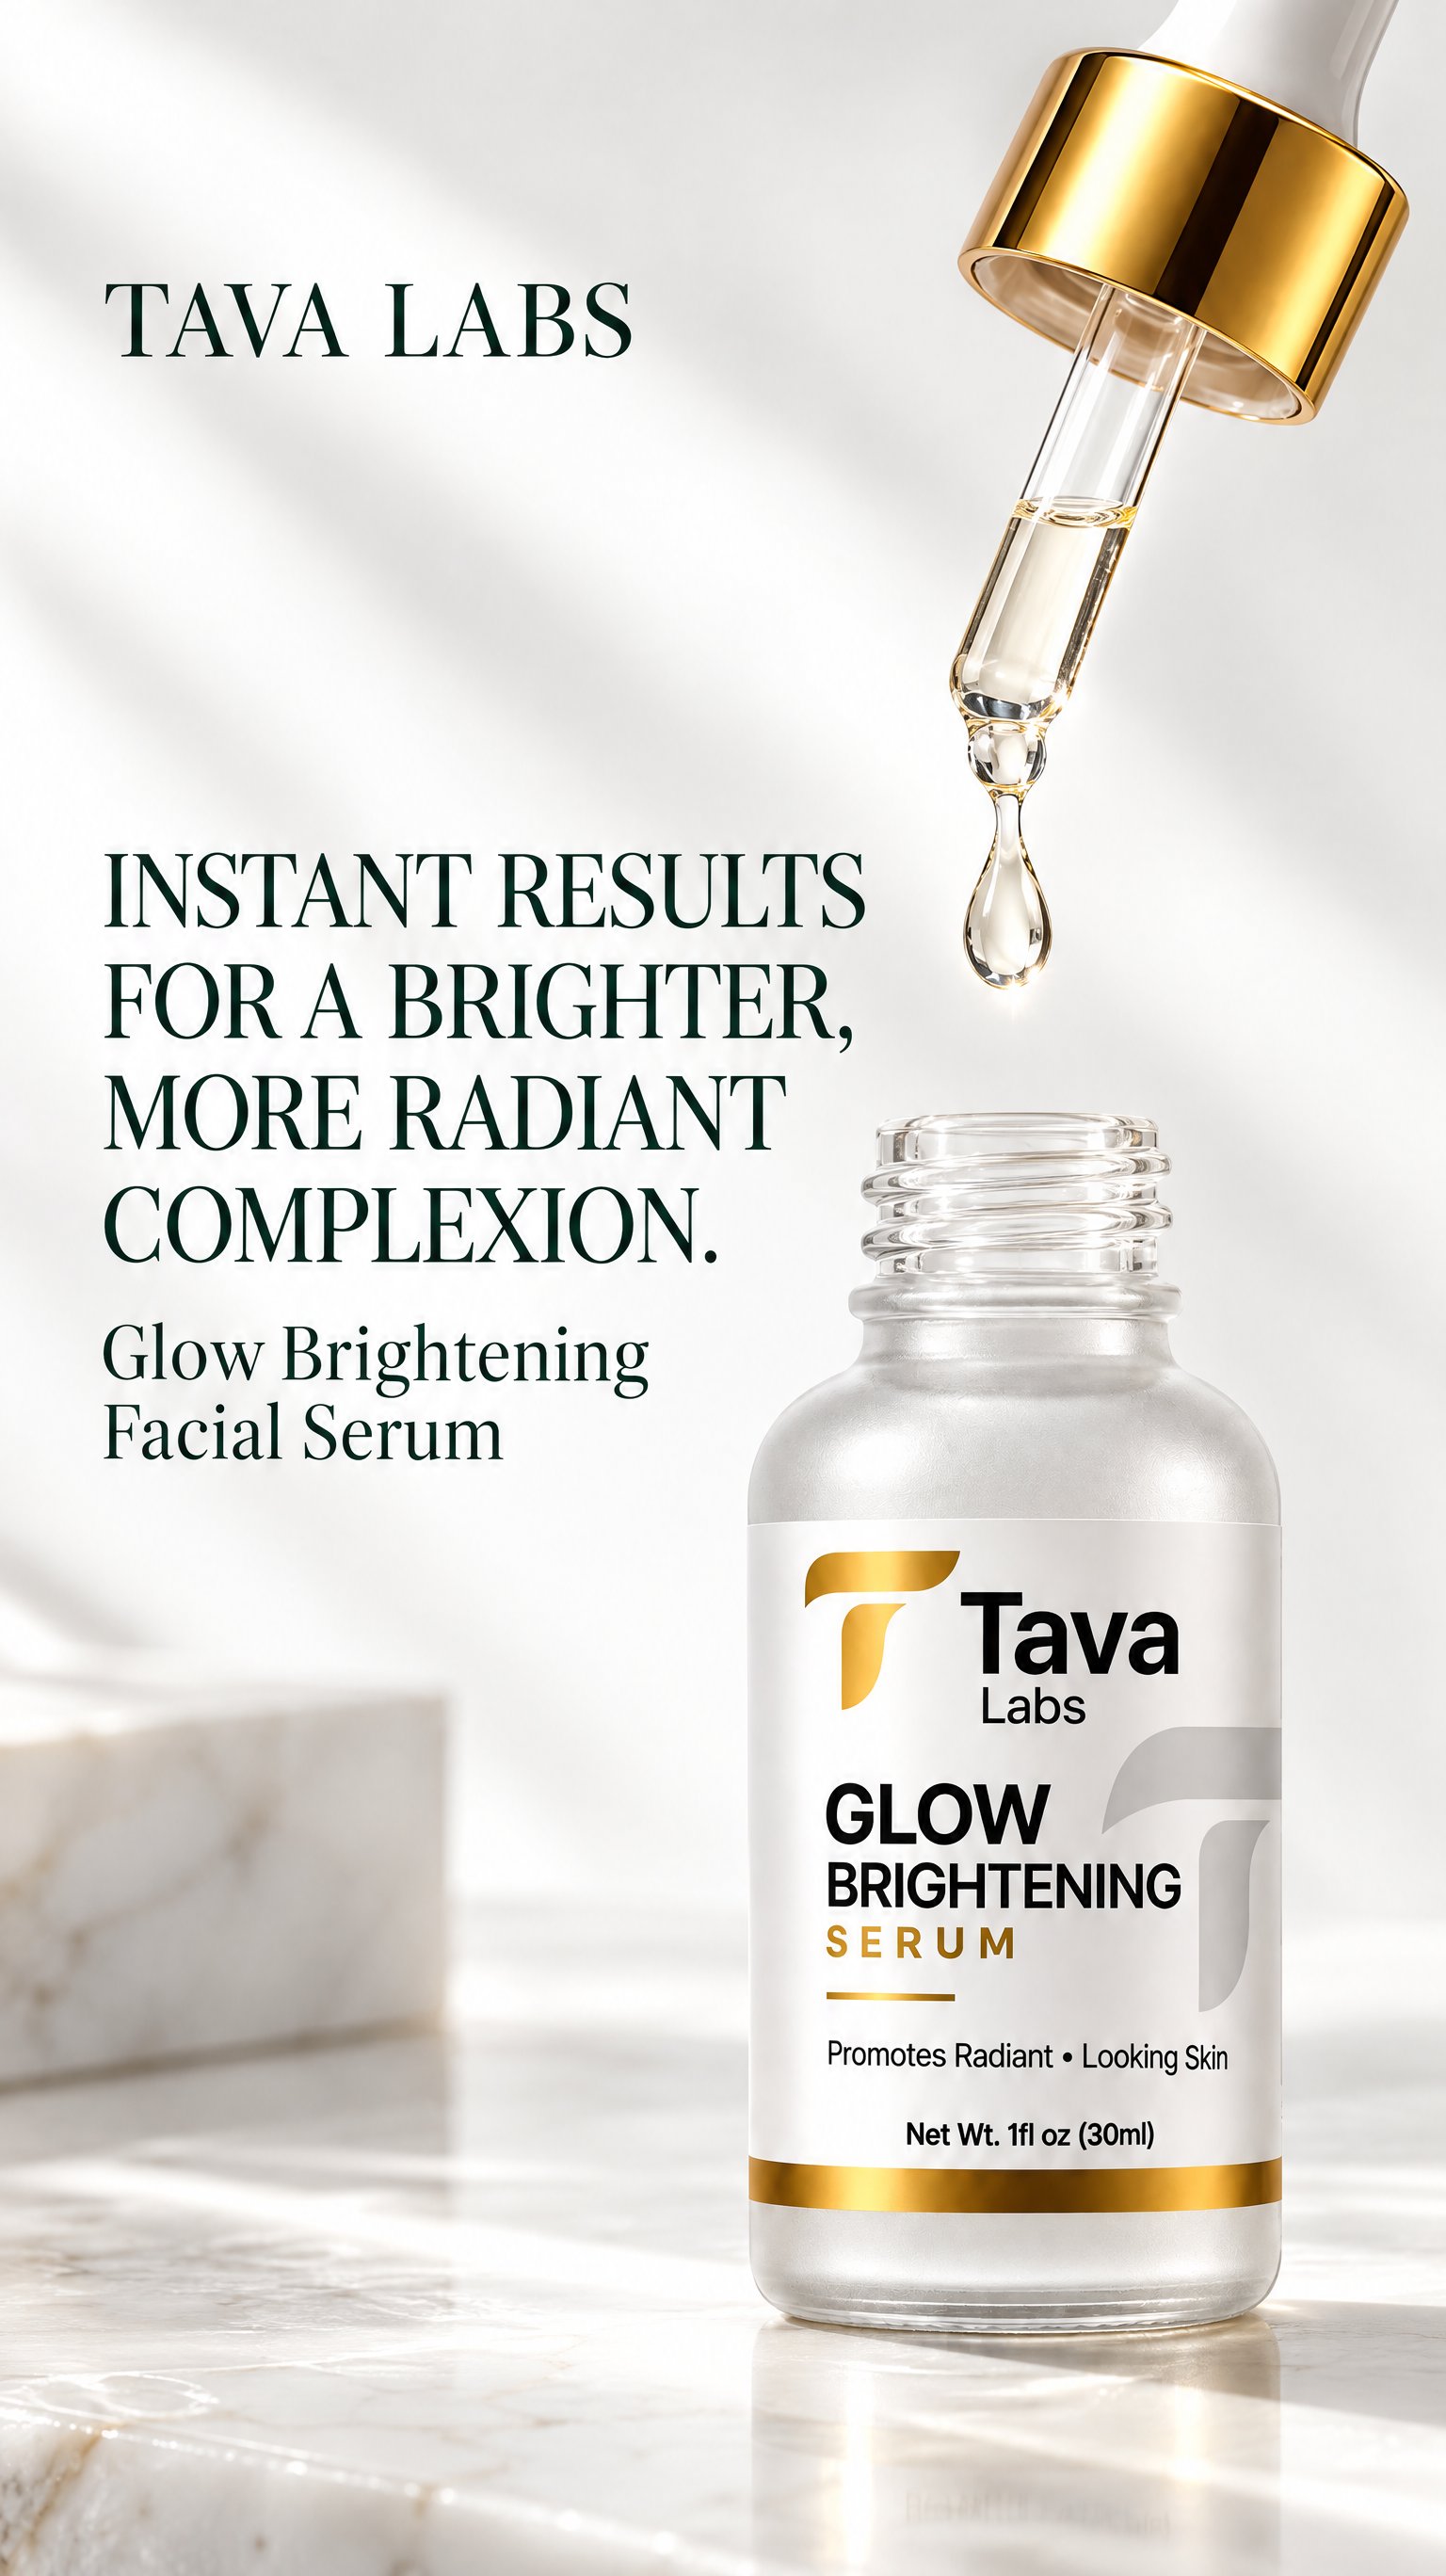 TAVA LABS
INSTANT RESULTS
FOR A BRIGHTER,
MORE RADIANT
COMPLEXION.
Glow Brightening
Facial Serum
Tava
Labs
GLOW
BRIGHTENING
SERUM
Promotes Radiant • Looking Skin
Net Wt. 1fl oz (30ml)